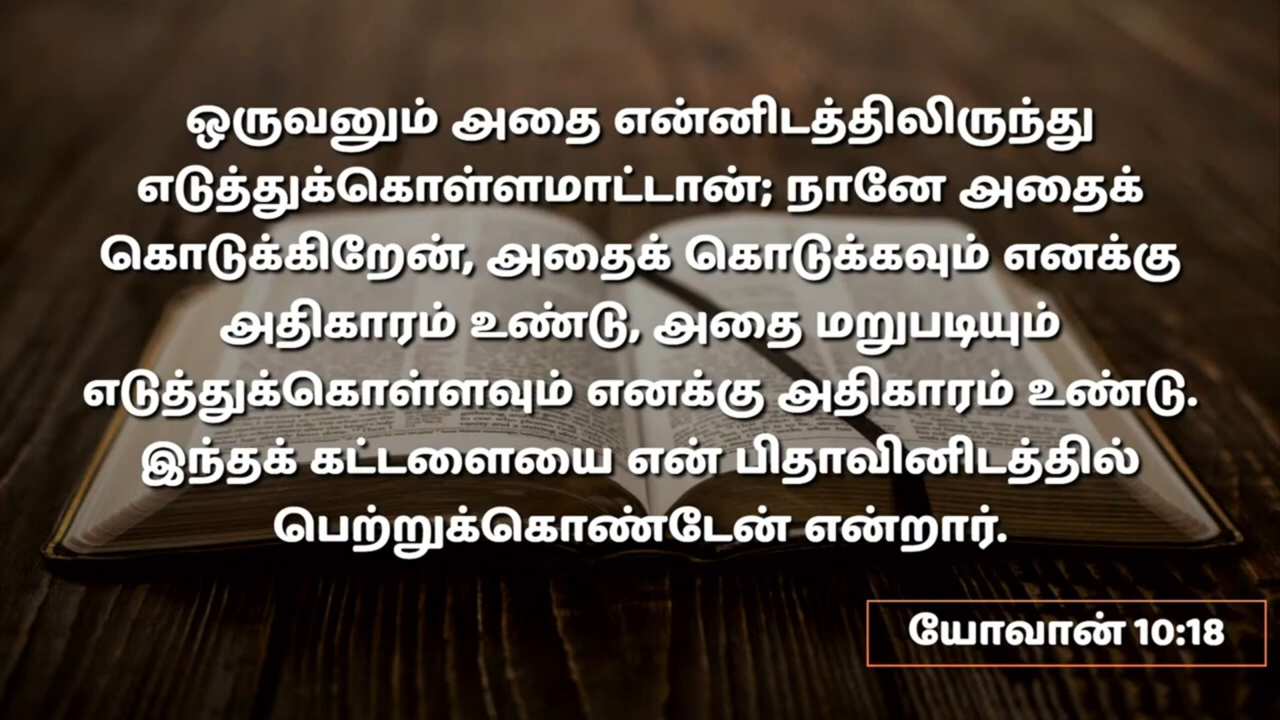 ஒருவனும் அதை என்னிடத்திலிருந்து
எடுத்துக்கொள்ளமாட்டான்; நானே அதைக்
கொடுக்கிறேன், அதைக் கொடுக்கவும் எனக்கு
அதிகாரம் உண்டு, அதை மறுபடியும்
எடுத்துக்கொள்ளவும் எனக்கு அதிகாரம் உண்டு.
இந்தக் கட்டளையை என் பிதாவினிடத்தில்
பெற்றுக்கொண்டேன் என்றார்.
யோவான் 10:18